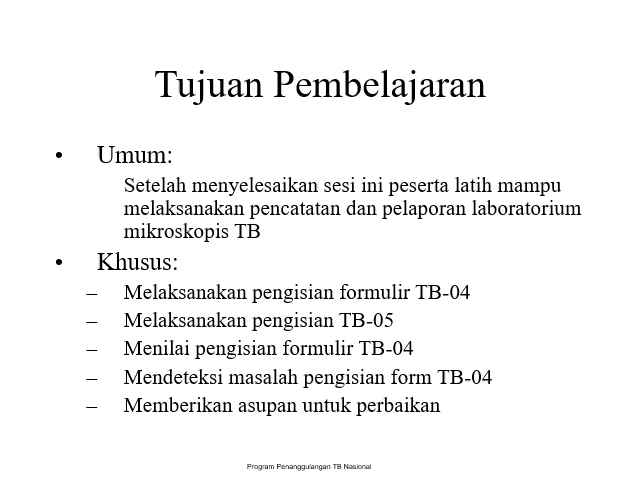 Tujuan Pembelajaran
• Umum:
Setelah menyelesaikan sesi ini peserta latih mampu
melaksanakan pencatatan dan pelaporan laboratorium
mikroskopis TB
• Khusus:
– Melaksanakan pengisian formulir TB-04
– Melaksanakan pengisian TB-05
– Menilai pengisian formulir TB-04
– Mendeteksi masalah pengisian form TB-04
– Memberikan asupan untuk perbaikan
Program Penanggulangan TB Nasional